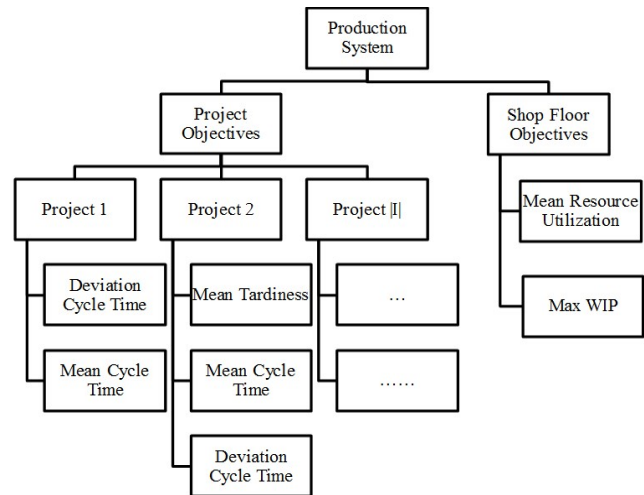 Production
System
Project
Objectives
Shop Floor
Objectives
Project 1
Project 2
Project |I|
Mean Resource
Utilization
Deviation
Cycle Time
Mean Tardiness
...
Max WIP
Mean Cycle
Time
Mean Cycle
Time
......
Deviation
Cycle Time